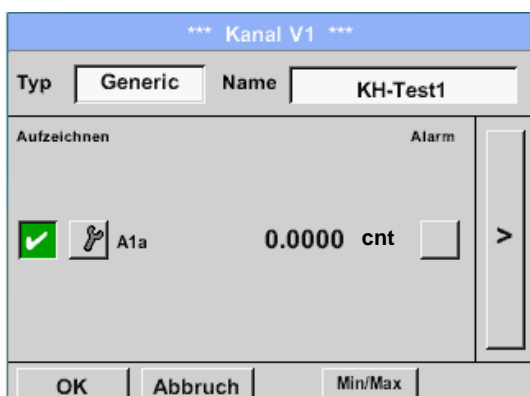 *** Kanal V1 ***
Typ Generic Name KH-Test1
Aufzeichnen Alarm
A1a 0.0000 cnt >
OK Abbruch Min/Max